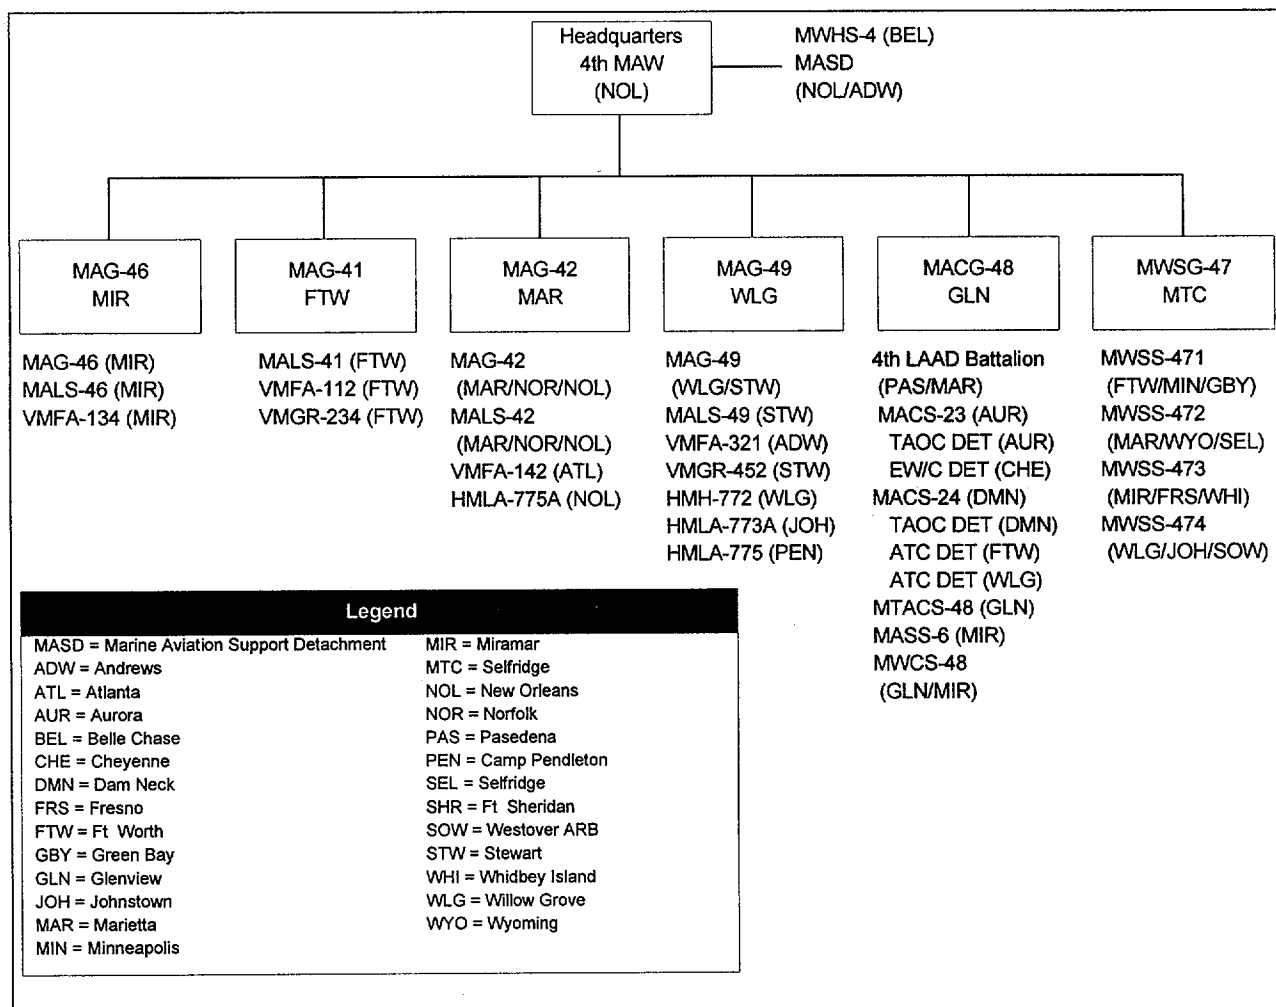 Headquarters
4th MAW
(NOL)
MWHS-4 (BEL)
MASD
(NOL/ADW)
MAG-46
MIR
MAG-41
FTW
MAG-42
MAR
MAG-49
WLG
MACG-48
GLN
MWSG-47
MTC
MAG-46 (MIR)
MALS-46 (MIR)
VMFA-134 (MIR)
MALS-41 (FTW)
VMFA-112 (FTW)
VMGR-234 (FTW)
MAG-42
(MAR/NOR/NOL)
MALS-42
(MAR/NOR/NOL)
VMFA-142 (ATL)
HMLA-775A (NOL)
MAG-49
(WLG/STW)
MALS-49 (STW)
VMFA-321 (ADW)
VMGR-452 (STW)
HMH-772 (WLG)
HMLA-773A (JOH)
HMLA-775 (PEN)
4th LAAD Battalion
(PAS/MAR)
MACS-23 (AUR)
TAOC DET (AUR)
EW/C DET (CHE)
MACS-24 (DMN)
TAOC DET (DMN)
ATC DET (FTW)
ATC DET (WLG)
MTACS-48 (GLN)
MASS-6 (MIR)
MWCS-48
(GLN/MIR)
MWSS-471
(FTW/MIN/GBY)
MWSS-472
(MAR/WYO/SEL)
MWSS-473
(MIR/FRS/WHI)
MWSS-474
(WLG/JOH/SOW)
Legend
MASD = Marine Aviation Support Detachment
ADW = Andrews
ATL = Atlanta
AUR = Aurora
BEL = Belle Chase
CHE = Cheyenne
DMN = Dam Neck
FRS = Fresno
FTW = Ft Worth
GBY = Green Bay
GLN = Glenview
JOH = Johnstown
MAR = Marietta
MIN = Minneapolis
MIR = Miramar
MTC = Selfridge
NOL = New Orleans
NOR = Norfolk
PAS = Pasedena
PEN = Camp Pendleton
SEL = Selfridge
SHR = Ft Sheridan
SOW = Westover ARB
STW = Stewart
WHI = Whidbey Island
WLG = Willow Grove
WYO = Wyoming